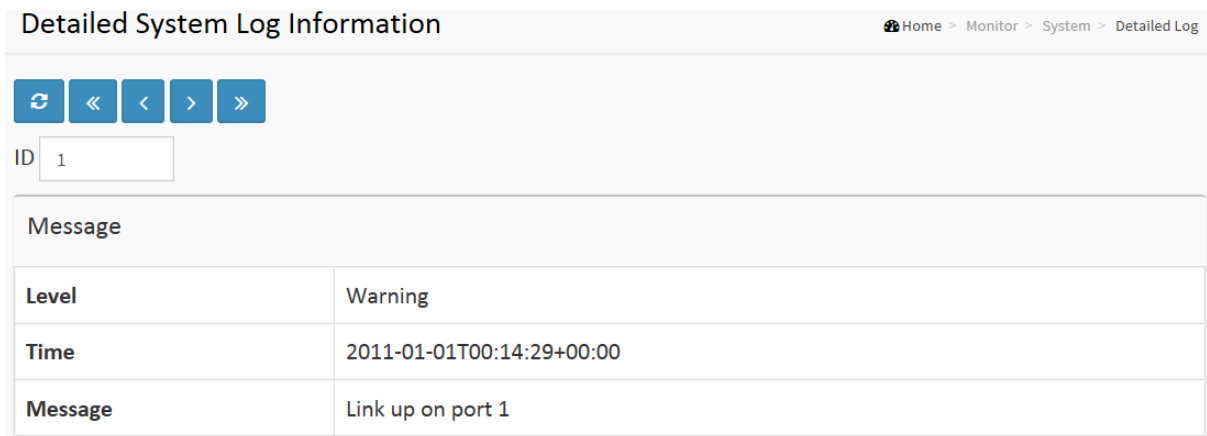 Detailed System Log Information
Home > Monitor > System > Detailed Log
ID 1
Message
Level Warning
Time 2011-01-01T00:14:29+00:00
Message Link up on port 1